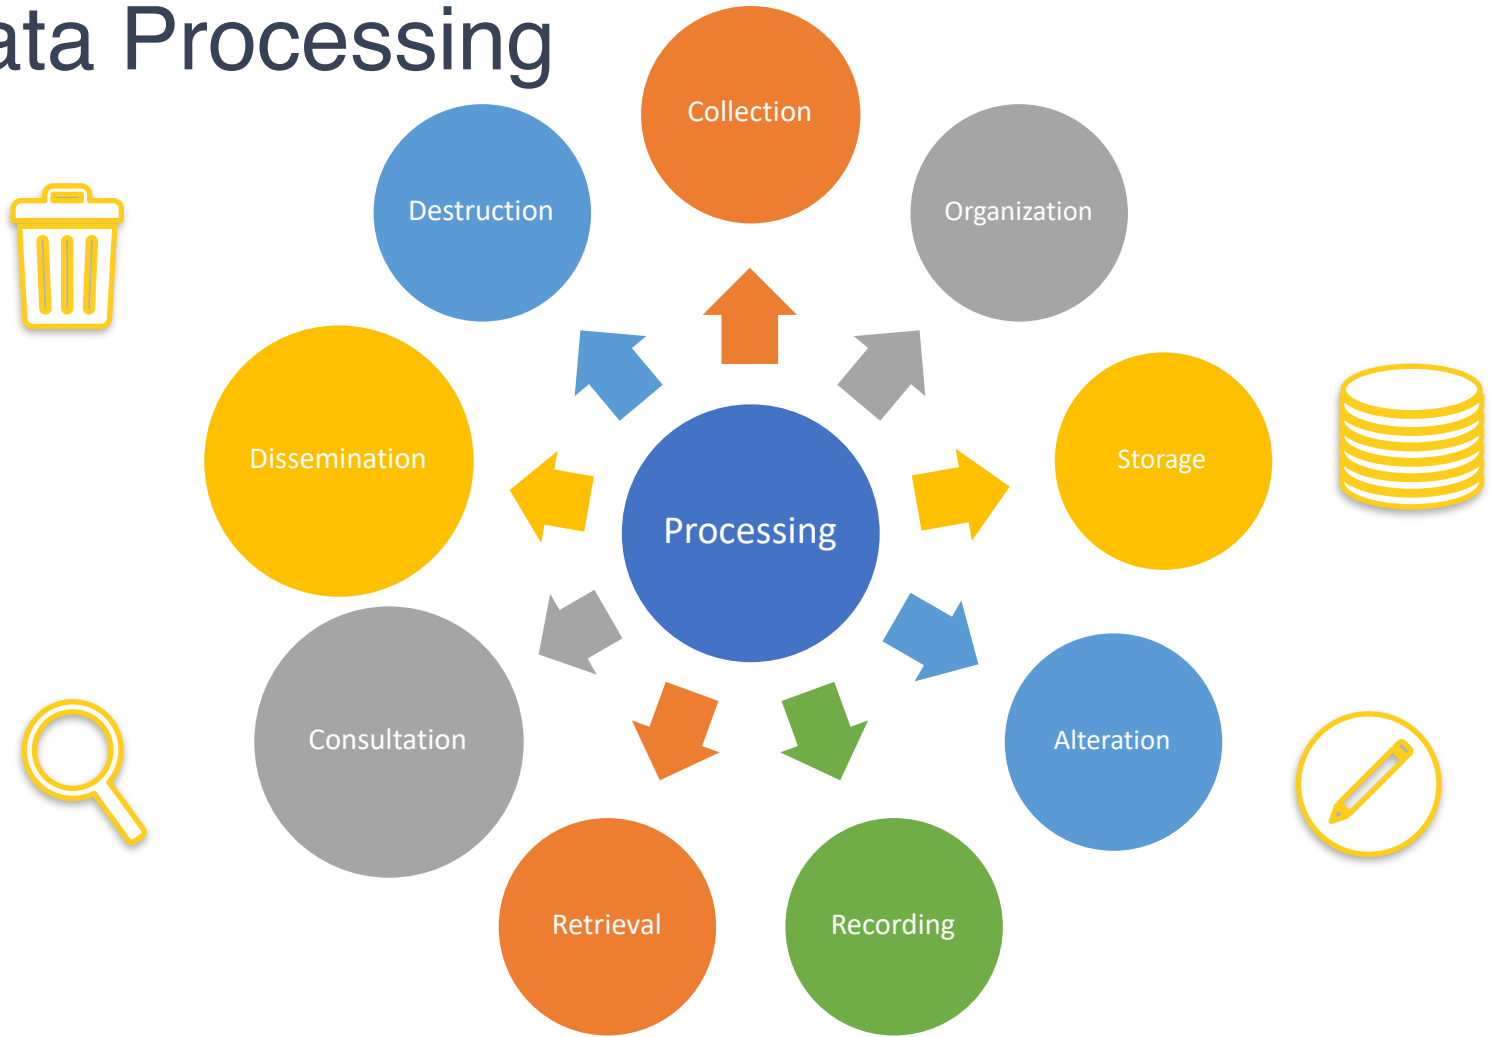 ata Processing
Collection
Destruction
Organization
Dissemination
Storage
Processing
Consultation
Alteration
Retrieval
Recording